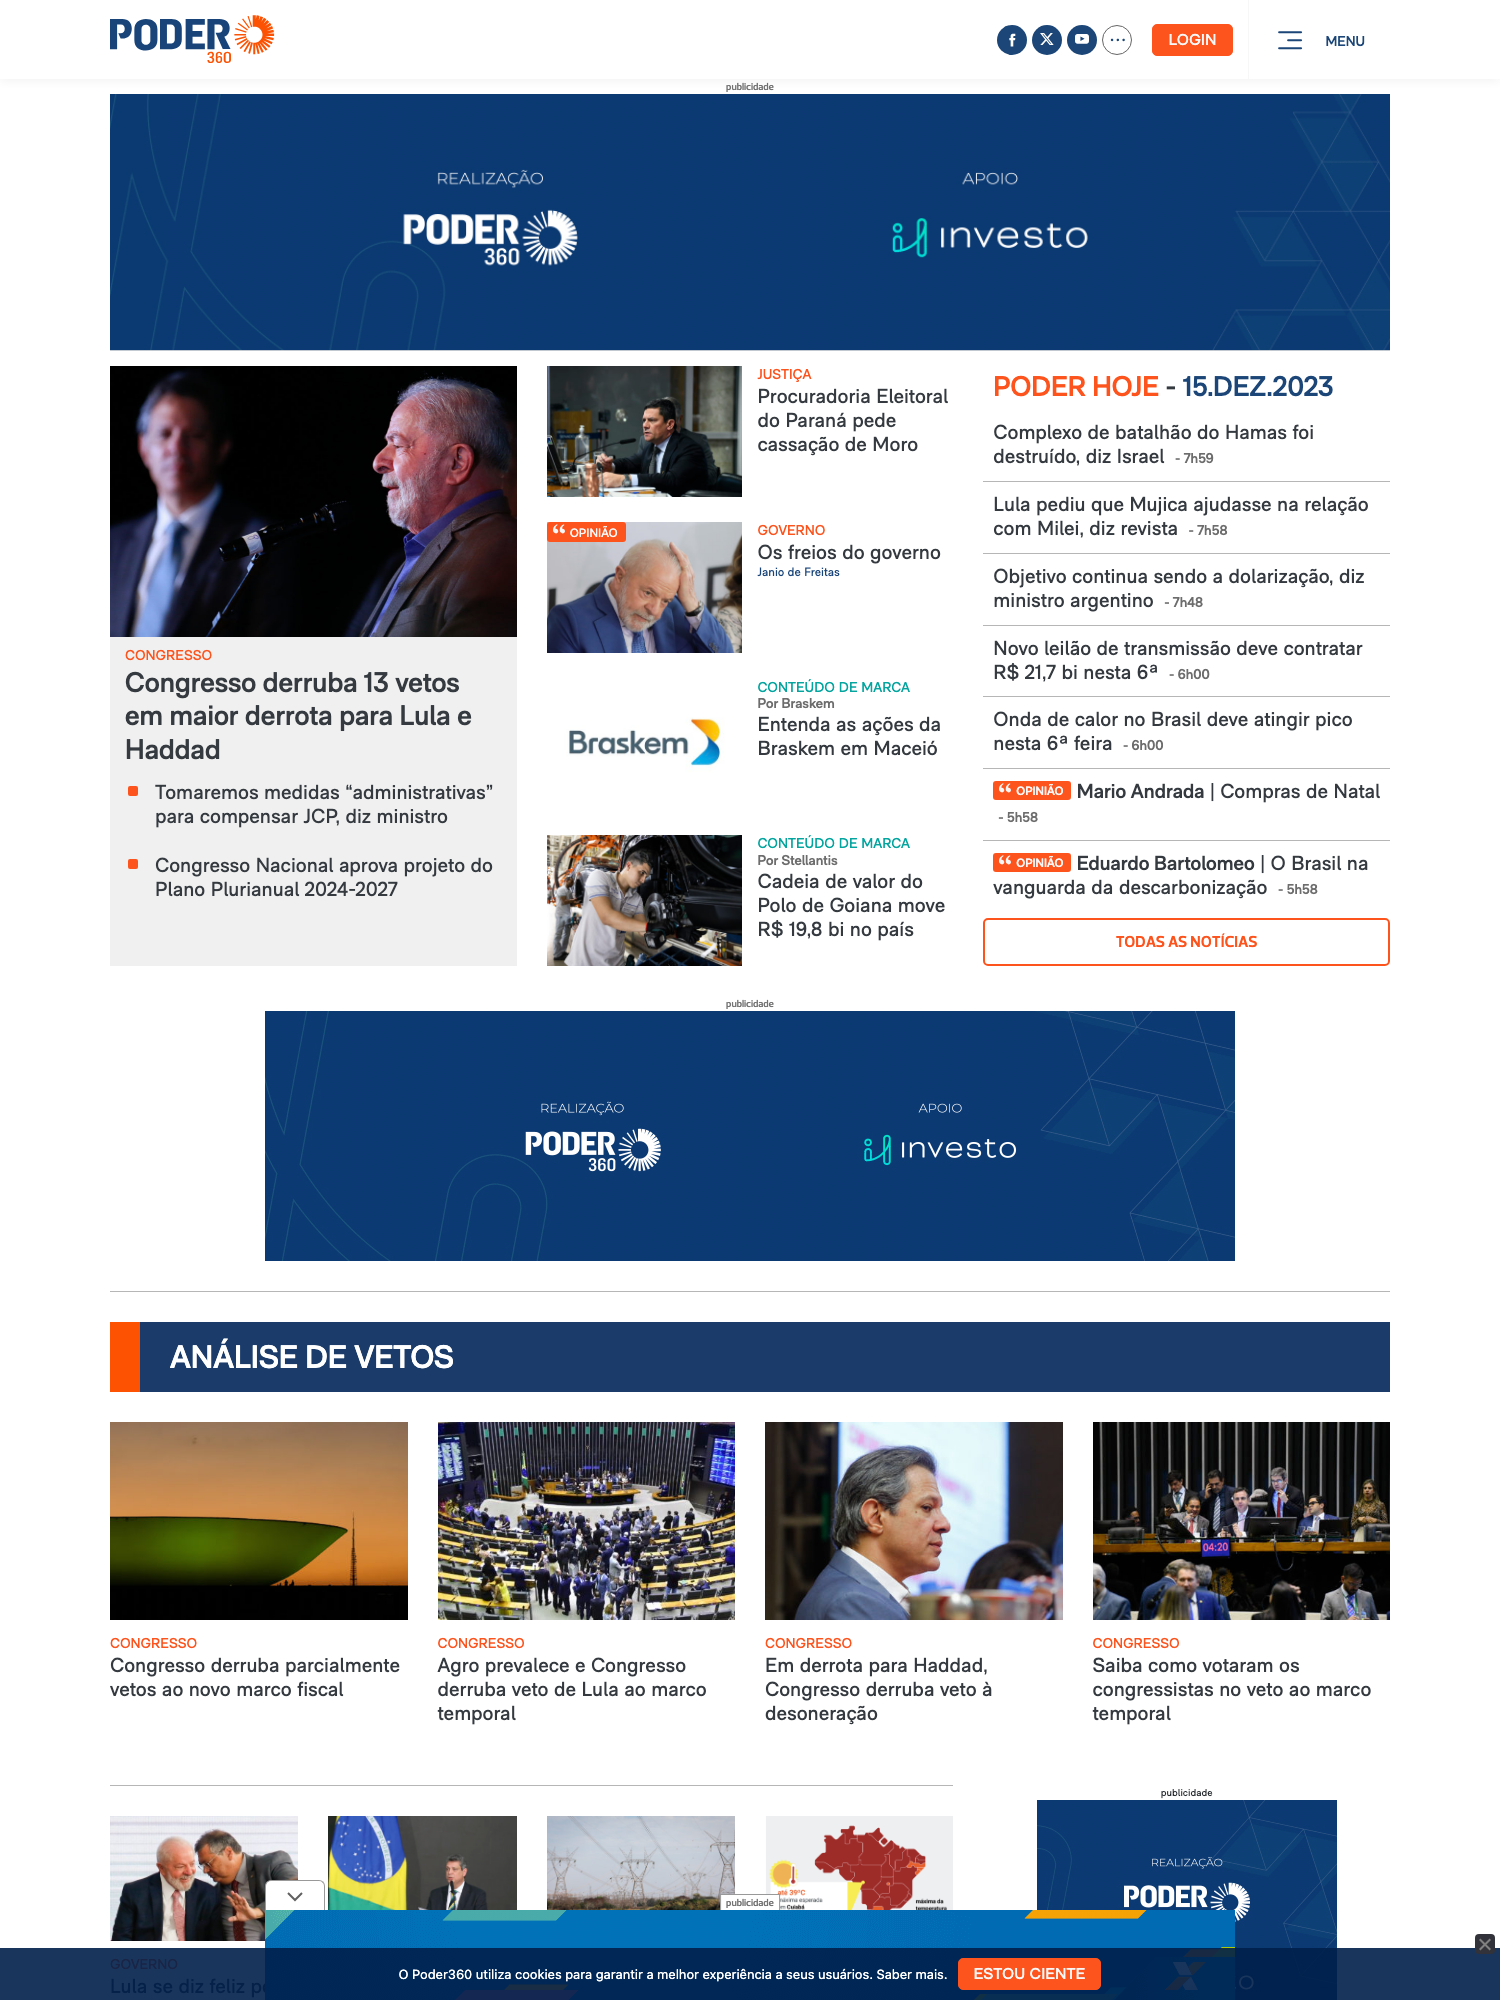 PODER
360
LOGIN
MENU
publicidade
REALIZAÇÃO
PODER
360
APOIO
investo
CONGRESSO
Congresso derruba 13 vetos
em maior derrota para Lula e
Haddad
Tomaremos medidas “administrativas”
para compensar JCP, diz ministro
Congresso Nacional aprova projeto do
Plano Plurianual 2024-2027
JUSTIÇA
Procuradoria Eleitoral
do Paraná pede
cassação de Moro
OPINIÃO
GOVERNO
Os freios do governo
Janio de Freitas
Braskem
CONTEÚDO DE MARCA
Por Braskem
Entenda as ações da
Braskem em Maceió
CONTEÚDO DE MARCA
Por Stellantis
Cadeia de valor do
Polo de Goiana move
R$ 19,8 bi no país
PODER HOJE - 15.DEZ.2023
Complexo de batalhão do Hamas foi
destruído, diz Israel - 7h59
Lula pediu que Mujica ajudasse na relação
com Milei, diz revista - 7h58
Objetivo continua sendo a dolarização, diz
ministro argentino - 7h48
Novo leilão de transmissão deve contratar
R$ 21,7 bi nesta 6ª - 6h00
Onda de calor no Brasil deve atingir pico
nesta 6ª feira - 6h00
OPINIÃO Mario Andrada | Compras de Natal
- 5h58
OPINIÃO Eduardo Bartolomeo | O Brasil na
vanguarda da descarbonização - 5h58
TODAS AS NOTÍCIAS
publicidade
REALIZAÇÃO
PODER
360
APOIO
investo
ANÁLISE DE VETOS
04:20
CONGRESSO
Congresso derruba parcialmente
vetos ao novo marco fiscal
CONGRESSO
Agro prevalece e Congresso
derruba veto de Lula ao marco
temporal
CONGRESSO
Em derrota para Haddad,
Congresso derruba veto à
desoneração
CONGRESSO
Saiba como votaram os
congressistas no veto ao marco
temporal
publicidade
REALIZAÇÃO
PODER
até 39°C
máxima esperada
em Cuiabá
máxima da
temperatura
publicidade
GOVERNO
Lula se diz feliz
O Poder360 utiliza cookies para garantir a melhor experiência a seus usuários. Saber mais.
ESTOU CIENTE